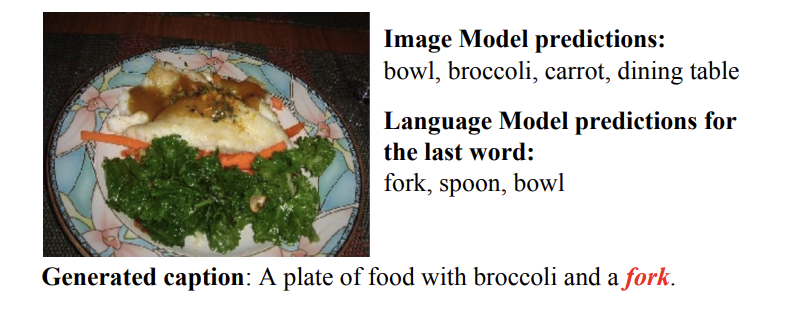 Image Model predictions:
bowl, broccoli, carrot, dining table
Language Model predictions for
the last word:
fork, spoon, bowl
Generated caption: A plate of food with broccoli and a fork.